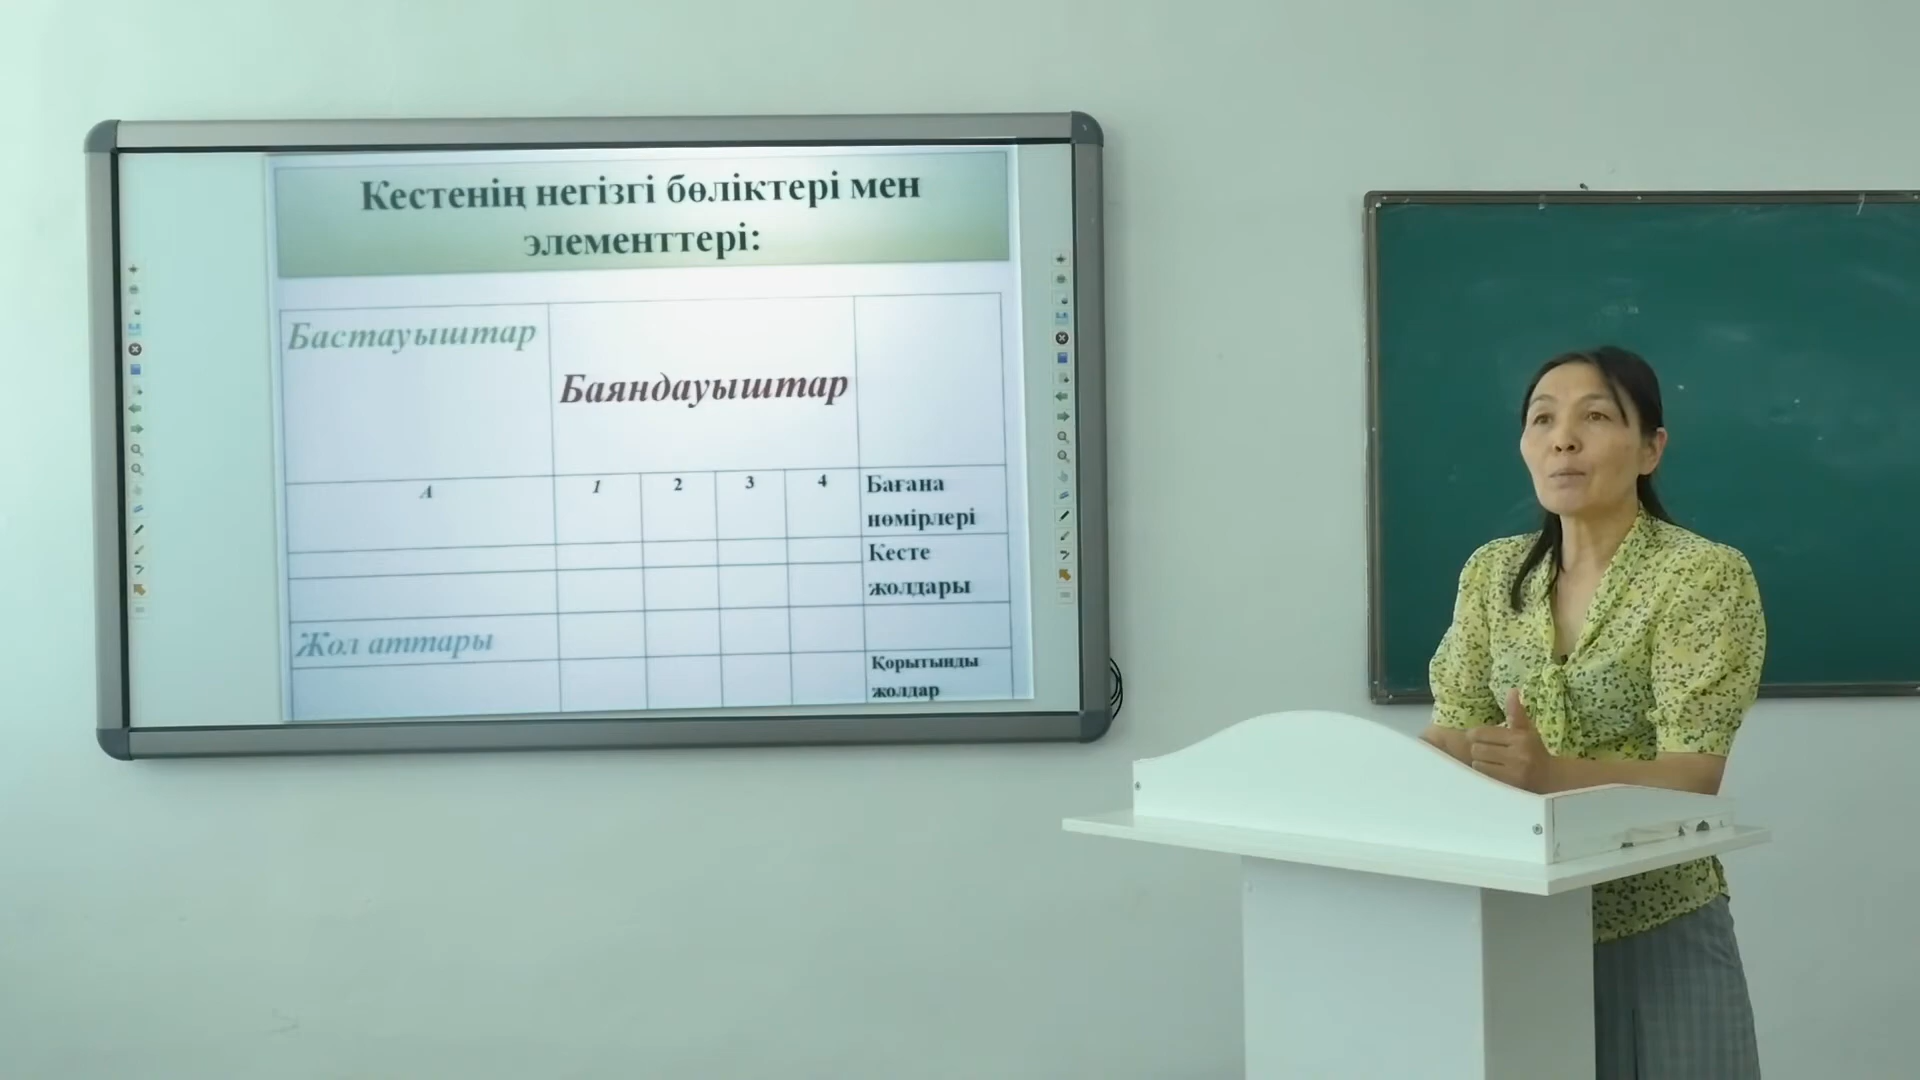 Кестенің негізгі бөліктері мен
элементтері:
Бастауыштар
Баяндауыштар
А 1 2 3 4 Бағана
нөмірлері
Кесте
жолдары
Жол аттары
Қорытынды
жолдар